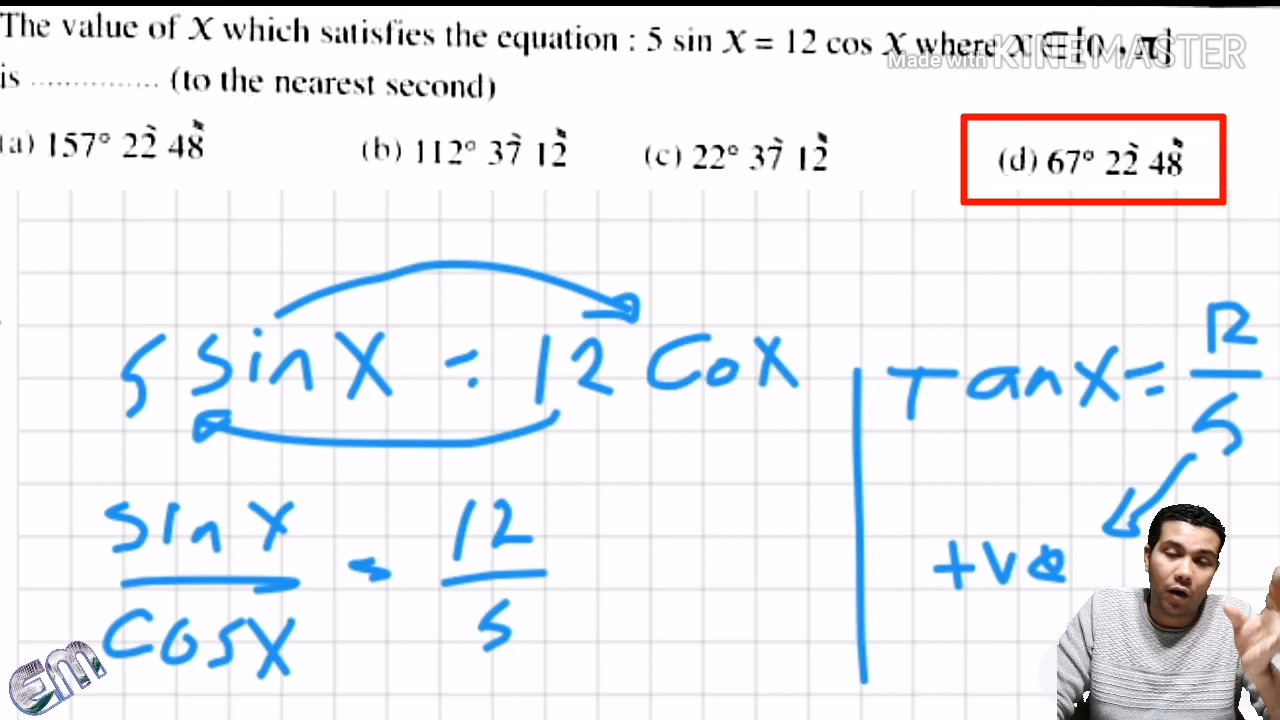 The value of X which satisfies the equation : 5 sin X = 12 cos X where X ∈ ]0 , π[
Made with KINEMASTER
is .............. (to the nearest second)
(a) 157° 22̀ 48̏
(b) 112° 37̀ 12̏
(c) 22° 37̀ 12̏
(d) 67° 22̀ 48̏
5 sin X = 12 Co X
Tan X = 12/5
sin X / cos X = 12/5
+ve
GM